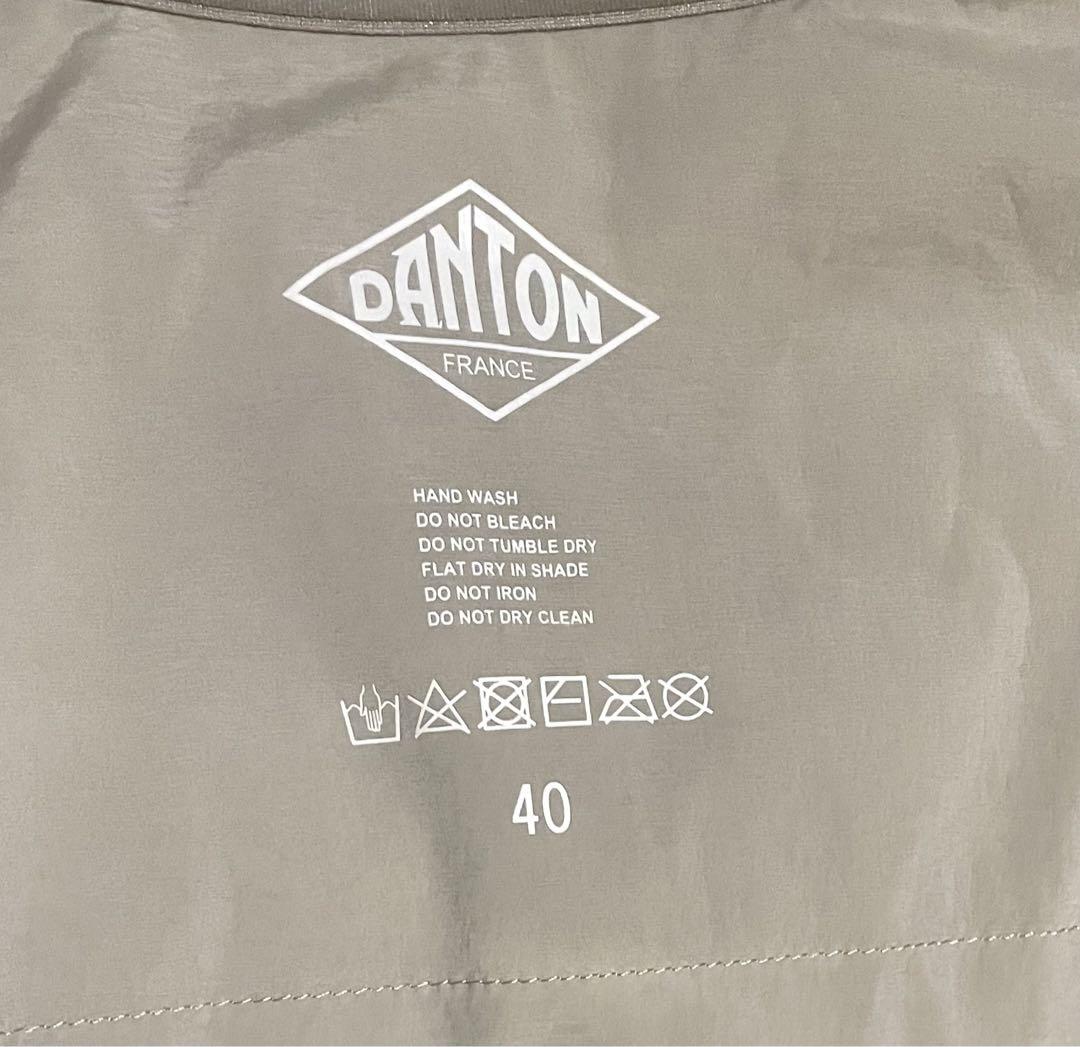 DANTON
FRANCE
HAND WASH
DO NOT BLEACH
DO NOT TUMBLE DRY
FLAT DRY IN SHADE
DO NOT IRON
DO NOT DRY CLEAN
40